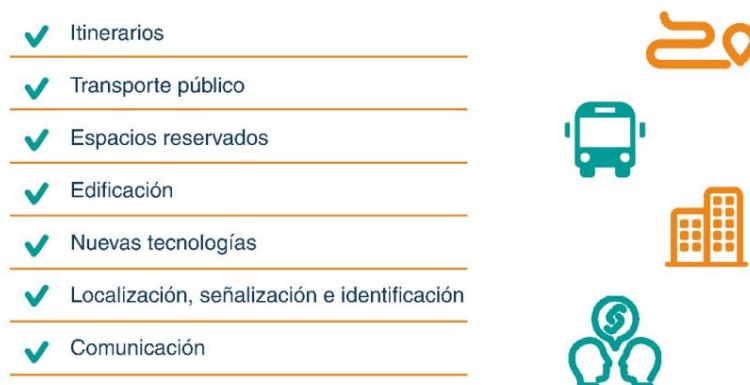 Itinerarios
Transporte público
Espacios reservados
Edificación
Nuevas tecnologías
Localización, señalización e identificación
Comunicación